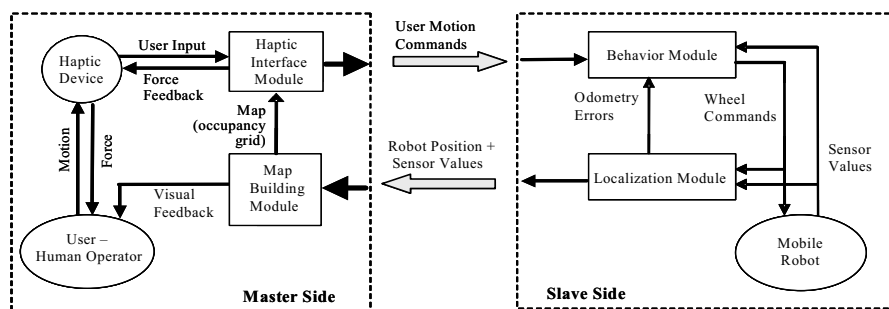 User Input
Haptic
Device
Force
Feedback
Haptic
Interface
Module
Map
(occupancy
grid)
Motion
Force
Visual
Feedback
Map
Building
Module
User –
Human Operator
Master Side
User Motion
Commands
Robot Position +
Sensor Values
Behavior Module
Odometry
Errors
Wheel
Commands
Sensor
Values
Localization Module
Mobile
Robot
Slave Side